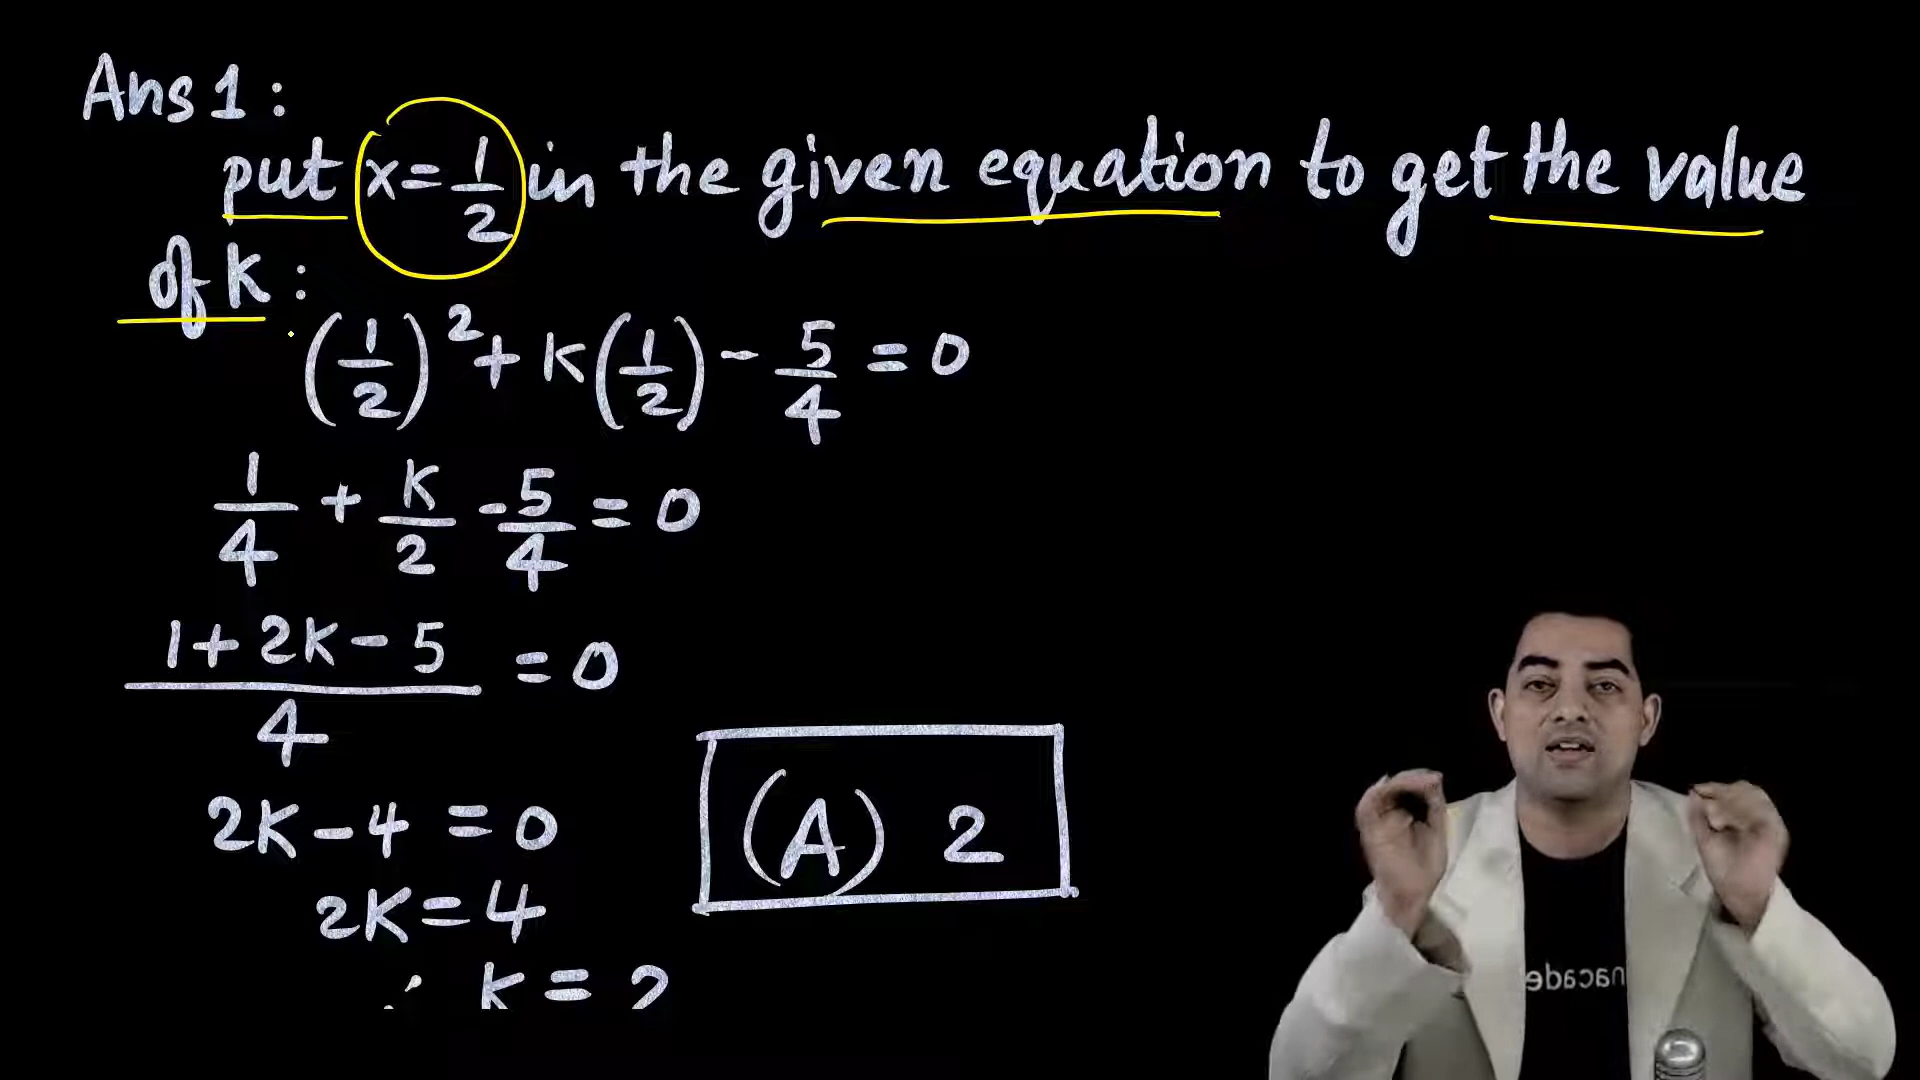 Ans 1 :
put x = 1/2 in the given equation to get the value
of K :
(1/2)² + K(1/2) - 5/4 = 0
1/4 + K/2 - 5/4 = 0
(1 + 2K - 5)/4 = 0
2K - 4 = 0
2K = 4
∴ K = 2
(A) 2